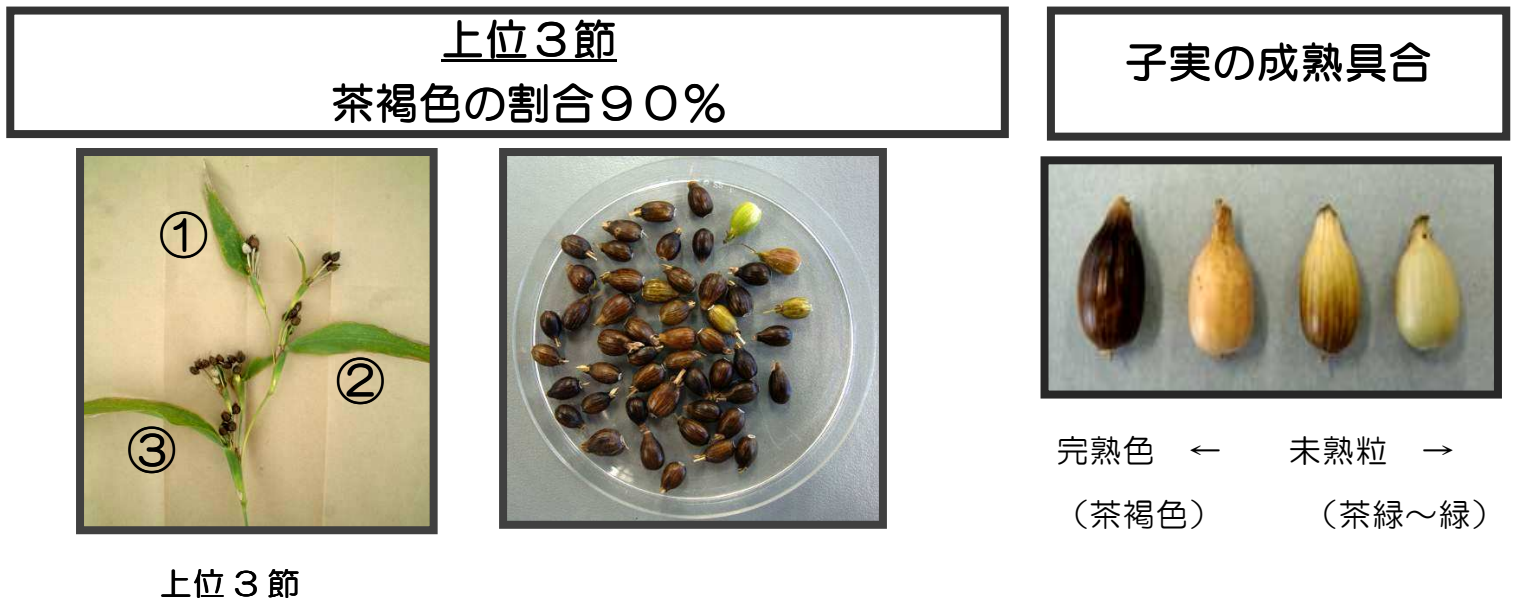 上位３節
茶褐色の割合９０％
子実の成熟具合
①
②
③
完熟色　←　　未熟粒　→
（茶褐色）　　　（茶緑～緑）
上位３節